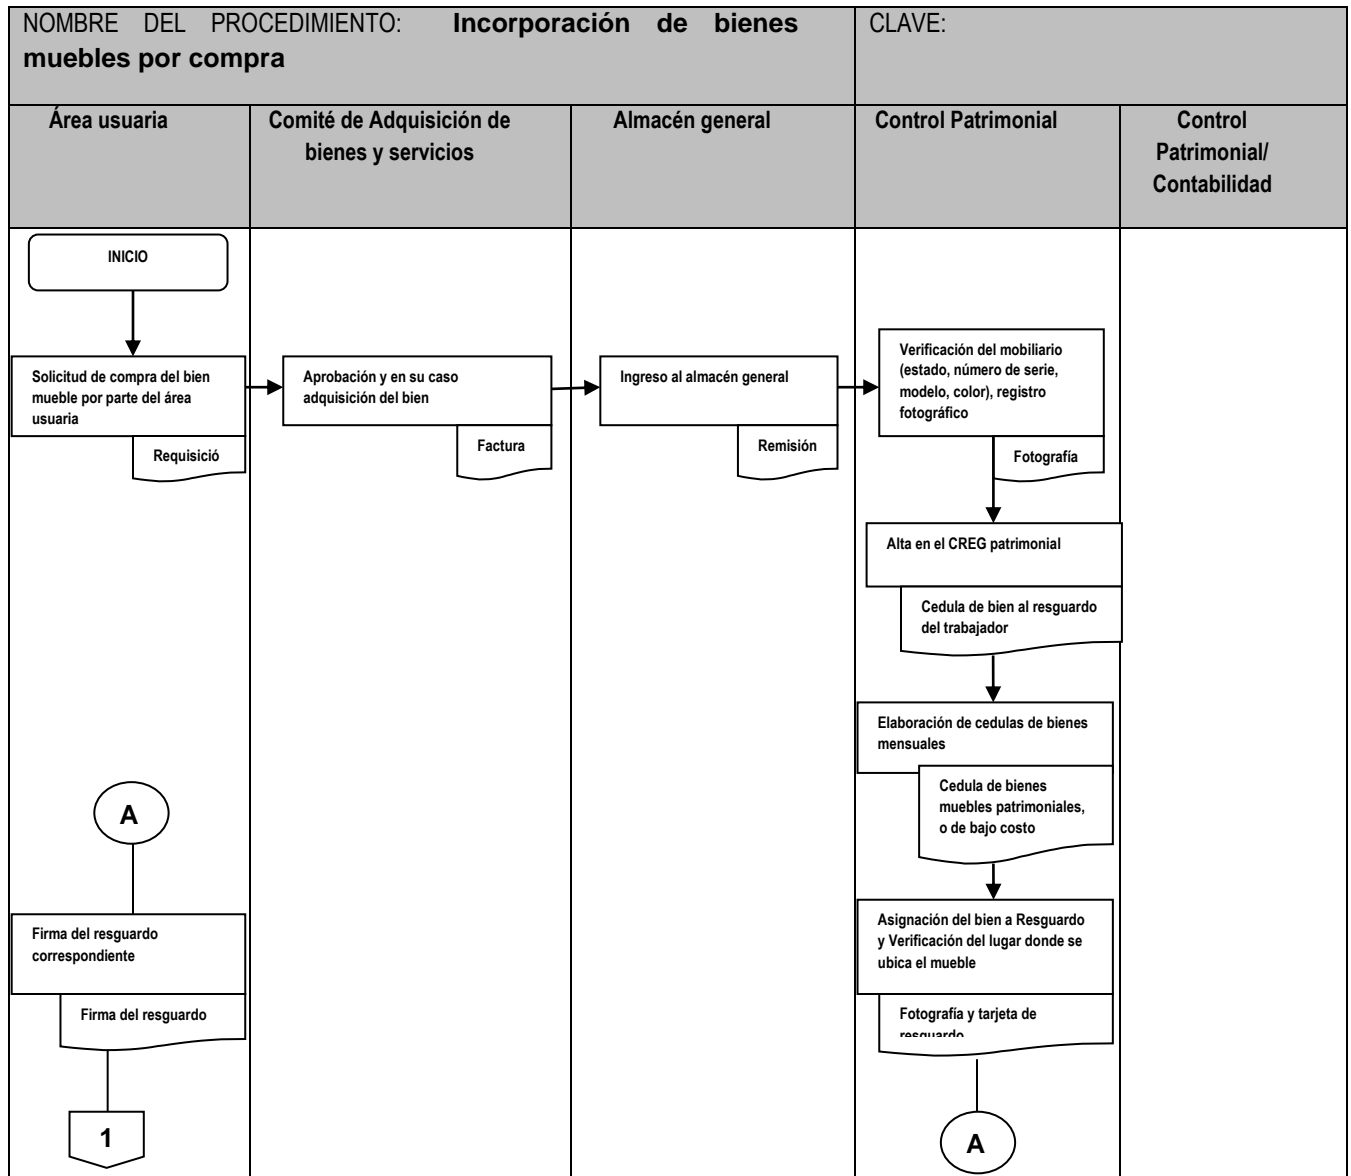 NOMBRE DEL PROCEDIMIENTO: Incorporación de bienes
muebles por compra
CLAVE:
Área usuaria
Comité de Adquisición de
bienes y servicios
Almacén general
Control Patrimonial
Control
Patrimonial/
Contabilidad
INICIO
Solicitud de compra del bien
mueble por parte del área
usuaria
Requisició
Aprobación y en su caso
adquisición del bien
Factura
Ingreso al almacén general
Remisión
Verificación del mobiliario
(estado, número de serie,
modelo, color), registro
fotográfico
Fotografía
Alta en el CREG patrimonial
Cedula de bien al resguardo
del trabajador
Elaboración de cedulas de bienes
mensuales
Cedula de bienes
muebles patrimoniales,
o de bajo costo
Asignación del bien a Resguardo
y Verificación del lugar donde se
ubica el mueble
Fotografía y tarjeta de
resguardo
A
A
Firma del resguardo
correspondiente
Firma del resguardo
1